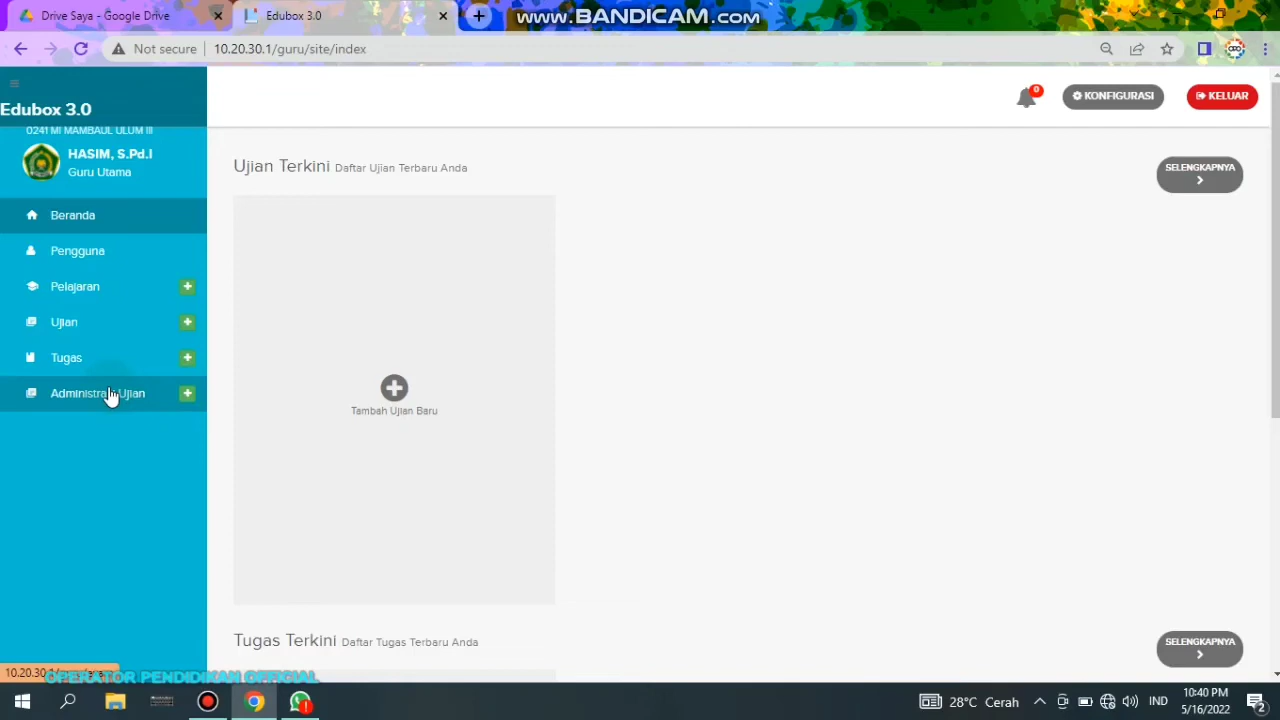 Drive Saya - Google Drive
Edubox 3.0
www.BANDICAM.com
Not secure
10.20.30.1/guru/site/index
Edubox 3.0
0241 MI MAMBAUL ULUM III
HASIM, S.Pd.I
Guru Utama
0
KONFIGURASI
KELUAR
Beranda
Pengguna
Pelajaran
Ujian
Tugas
Administrasi Ujian
Ujian Terkini Daftar Ujian Terbaru Anda
SELENGKAPNYA
Tambah Ujian Baru
Tugas Terkini Daftar Tugas Terbaru Anda
SELENGKAPNYA
OPERATOR PENDIDIKAN OFFICIAL
28°C Cerah
IND
10:40 PM
5/16/2022
2